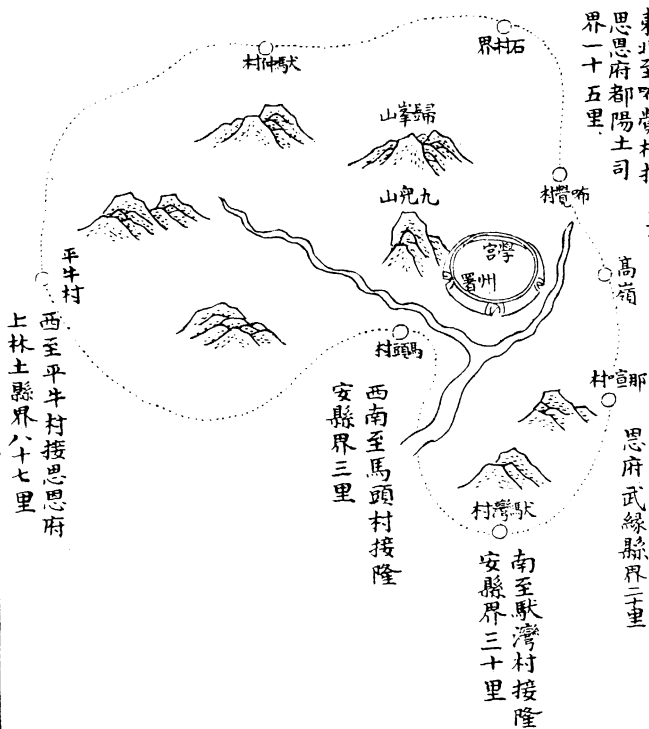 東北至咘覺村接
思恩府都陽土司
界一十五里
石村界
馱仲村
歸峯山
九兜山
咘覺村
學宮
州署
高嶺
平牛村
馬頭村
那喧村
馱灣村
恩府武緣縣界二十里
南至馱灣村接隆
安縣界三十里
西南至馬頭村接隆
安縣界三里
西至平牛村接思恩府
上林土縣界八十七里